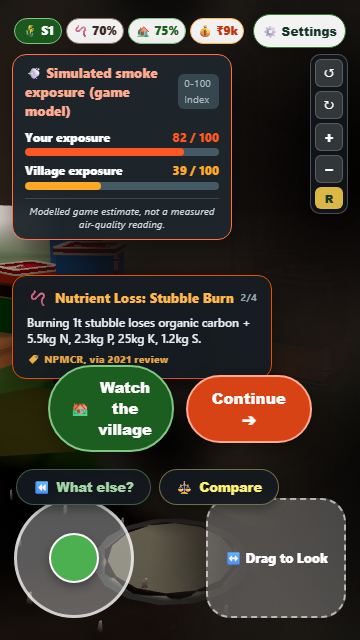 S1
70%
75%
₹9k
Settings
Simulated smoke
exposure (game
model)
0-100
Index
Your exposure 82 / 100
Village exposure 39 / 100
Modelled game estimate, not a measured
air-quality reading.
↺
↻
+
−
R
Nutrient Loss: Stubble Burn 2/4
Burning 1t stubble loses organic carbon +
5.5kg N, 2.3kg P, 25kg K, 1.2kg S.
NPMCR, via 2021 review
Watch
the
village
Continue
➔
What else?
Compare
Drag to Look